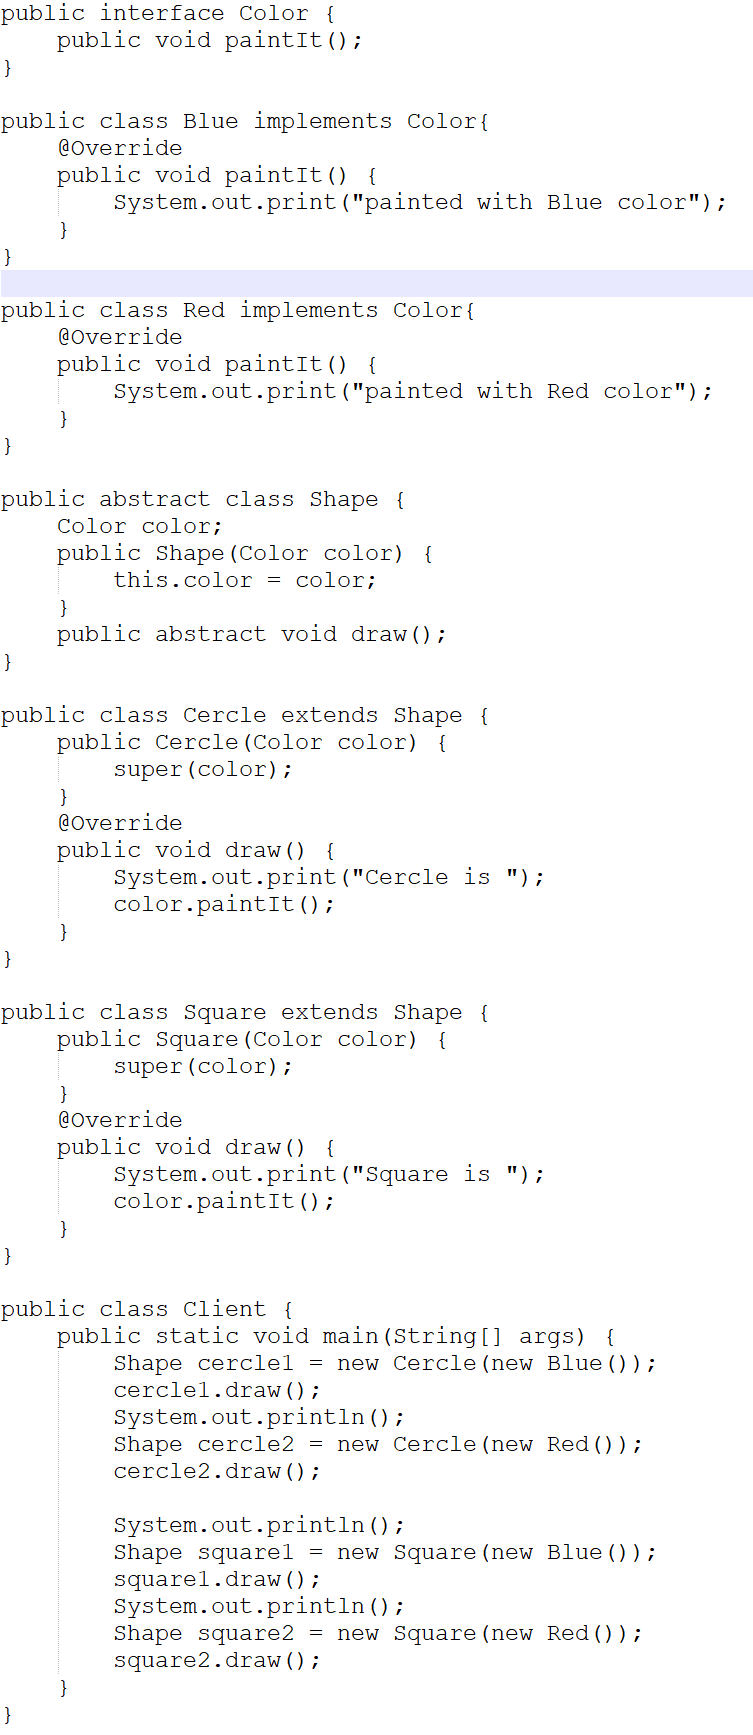 public interface Color {
    public void paintIt();
}

public class Blue implements Color{
    @Override
    public void paintIt() {
        System.out.print("painted with Blue color");
    }
}

public class Red implements Color{
    @Override
    public void paintIt() {
        System.out.print("painted with Red color");
    }
}

public abstract class Shape {
    Color color;
    public Shape(Color color) {
        this.color = color;
    }
    public abstract void draw();
}

public class Cercle extends Shape {
    public Cercle(Color color) {
        super(color);
    }
    @Override
    public void draw() {
        System.out.print("Cercle is ");
        color.paintIt();
    }
}

public class Square extends Shape {
    public Square(Color color) {
        super(color);
    }
    @Override
    public void draw() {
        System.out.print("Square is ");
        color.paintIt();
    }
}

public class Client {
    public static void main(String[] args) {
        Shape cercle1 = new Cercle(new Blue());
        cercle1.draw();
        System.out.println();
        Shape cercle2 = new Cercle(new Red());
        cercle2.draw();

        System.out.println();
        Shape square1 = new Square(new Blue());
        square1.draw();
        System.out.println();
        Shape square2 = new Square(new Red());
        square2.draw();
    }
}